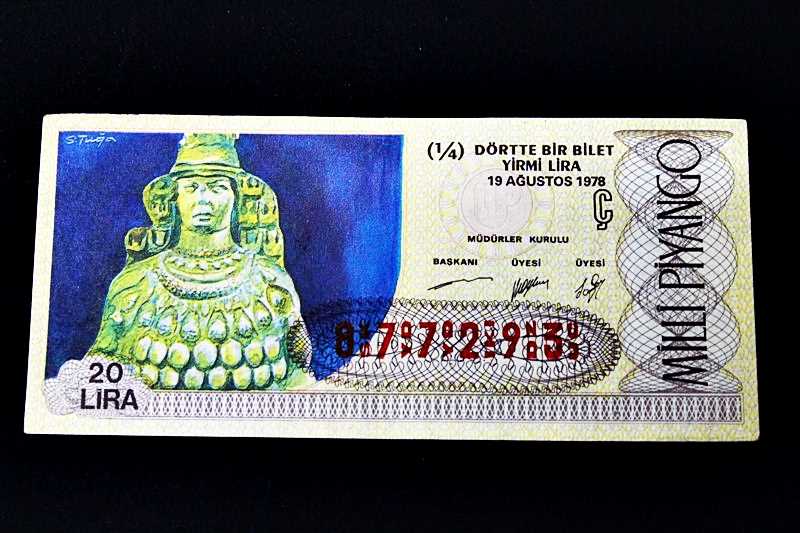 S. Tuğa
(1/4) DÖRTTE BİR BİLET
YİRMİ LİRA
19 AĞUSTOS 1978
Ç
MÜDÜRLER KURULU
BAŞKANI ÜYESİ ÜYESİ
877293
20
LİRA
MİLLİ PİYANGO